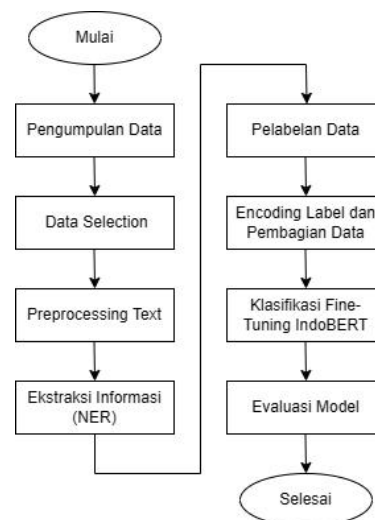 Mulai
Pengumpulan Data
Data Selection
Preprocessing Text
Ekstraksi Informasi
(NER)
Pelabelan Data
Encoding Label dan
Pembagian Data
Klasifikasi Fine-
Tuning IndoBERT
Evaluasi Model
Selesai